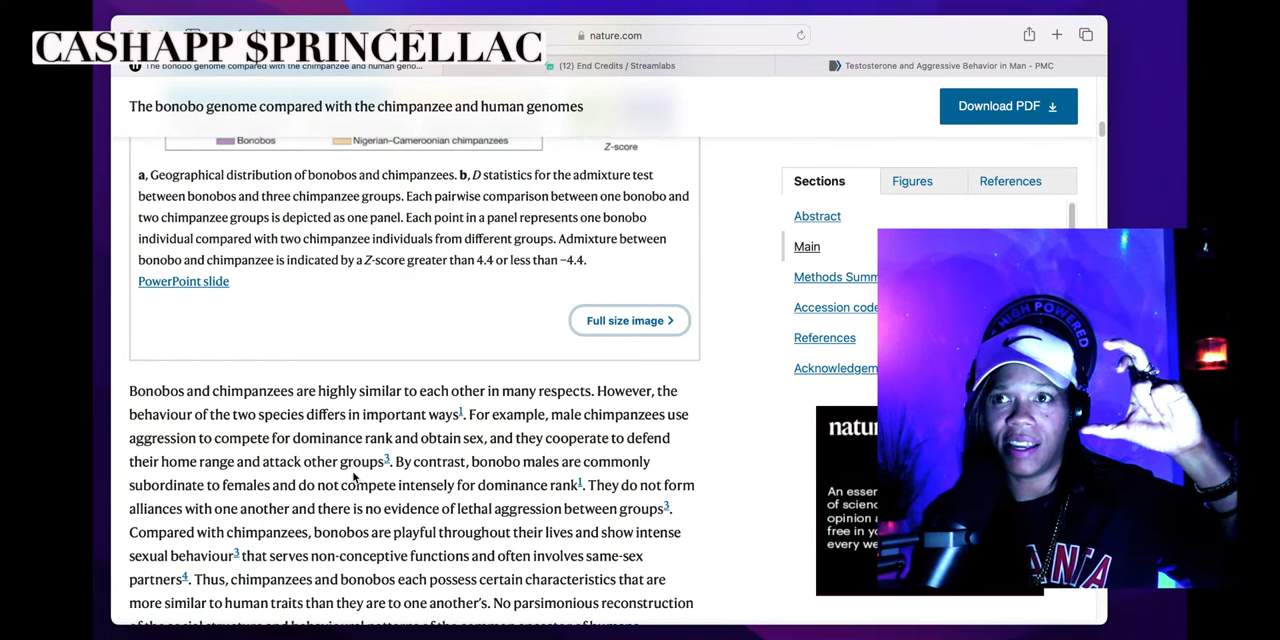 CASHAPP $PRINCELLAC
nature.com
The bonobo genome compared with the chimpanzee and human geno...
(12) End Credits / Streamlabs
Testosterone and Aggressive Behavior in Man - PMC
The bonobo genome compared with the chimpanzee and human genomes
Download PDF
Bonobos
Nigerian–Cameroonian chimpanzees
Z-score
a, Geographical distribution of bonobos and chimpanzees. b, D statistics for the admixture test
between bonobos and three chimpanzee groups. Each pairwise comparison between one bonobo and
two chimpanzee groups is depicted as one panel. Each point in a panel represents one bonobo
individual compared with two chimpanzee individuals from different groups. Admixture between
bonobo and chimpanzee is indicated by a Z-score greater than 4.4 or less than −4.4.
PowerPoint slide
Full size image
Bonobos and chimpanzees are highly similar to each other in many respects. However, the
behaviour of the two species differs in important ways1. For example, male chimpanzees use
aggression to compete for dominance rank and obtain sex, and they cooperate to defend
their home range and attack other groups3. By contrast, bonobo males are commonly
subordinate to females and do not compete intensely for dominance rank1. They do not form
alliances with one another and there is no evidence of lethal aggression between groups3.
Compared with chimpanzees, bonobos are playful throughout their lives and show intense
sexual behaviour3 that serves non-conceptive functions and often involves same-sex
partners4. Thus, chimpanzees and bonobos each possess certain characteristics that are
more similar to human traits than they are to one another's. No parsimonious reconstruction
Sections
Figures
References
Abstract
Main
Methods Summ
Accession code
References
Acknowledgem
natur
An esser
of scienc
opinion a
free in yo
every we
HIGH POWERED
ANTA